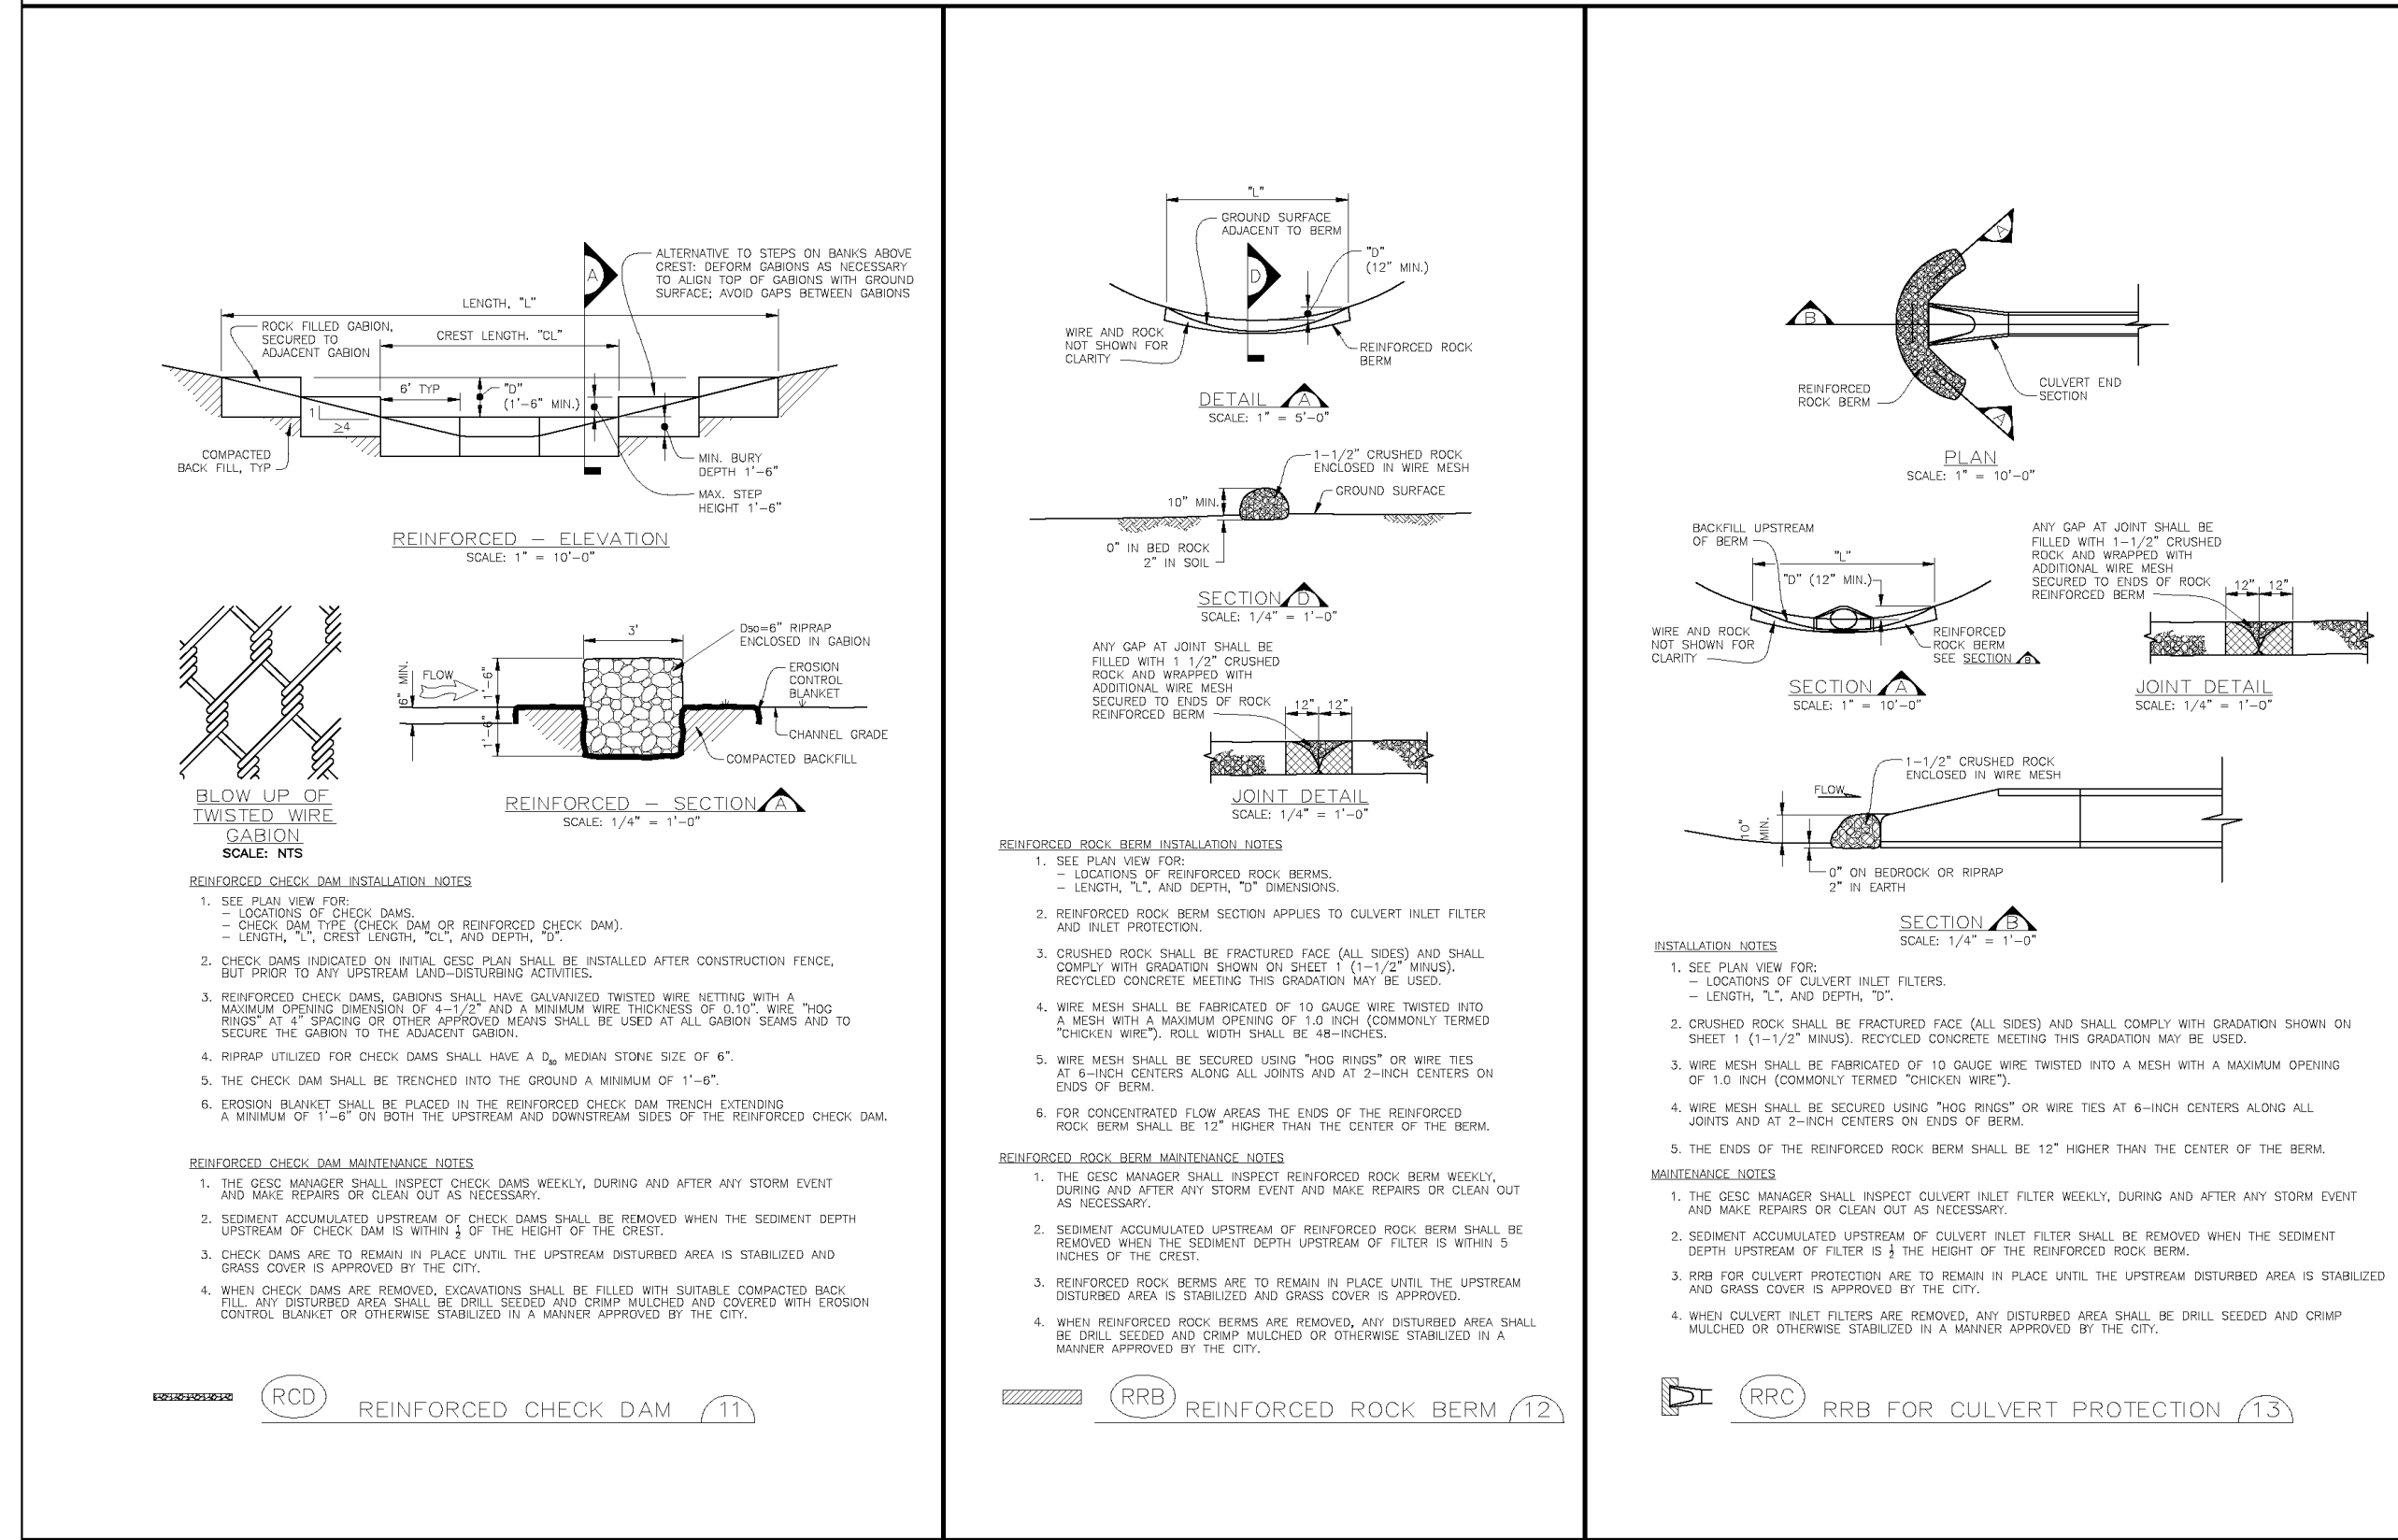 ALTERNATIVE TO STEPS ON BANKS ABOVE
CREST: DEFORM GABIONS AS NECESSARY
TO ALIGN TOP OF GABIONS WITH GROUND
SURFACE; AVOID GAPS BETWEEN GABIONS
A
LENGTH, "L"
ROCK FILLED GABION,
SECURED TO
ADJACENT GABION
CREST LENGTH. "CL"
6' TYP
"D"
(1'-6" MIN.)
1
≥4
COMPACTED
BACK FILL, TYP
MIN. BURY
DEPTH 1'-6"
MAX. STEP
HEIGHT 1'-6"
REINFORCED - ELEVATION
SCALE: 1" = 10'-0"
3'
D50=6" RIPRAP
ENCLOSED IN GABION
6" MIN.
FLOW
1'-6"
1'-6"
EROSION
CONTROL
BLANKET
CHANNEL GRADE
COMPACTED BACKFILL
BLOW UP OF
TWISTED WIRE
GABION
SCALE: NTS
REINFORCED - SECTION A
SCALE: 1/4" = 1'-0"
REINFORCED CHECK DAM INSTALLATION NOTES
1. SEE PLAN VIEW FOR:
- LOCATIONS OF CHECK DAMS.
- CHECK DAM TYPE (CHECK DAM OR REINFORCED CHECK DAM).
- LENGTH, "L", CREST LENGTH, "CL", AND DEPTH, "D".
2. CHECK DAMS INDICATED ON INITIAL GESC PLAN SHALL BE INSTALLED AFTER CONSTRUCTION FENCE,
BUT PRIOR TO ANY UPSTREAM LAND-DISTURBING ACTIVITIES.
3. REINFORCED CHECK DAMS, GABIONS SHALL HAVE GALVANIZED TWISTED WIRE NETTING WITH A
MAXIMUM OPENING DIMENSION OF 4-1/2" AND A MINIMUM WIRE THICKNESS OF 0.10". WIRE "HOG
RINGS" AT 4" SPACING OR OTHER APPROVED MEANS SHALL BE USED AT ALL GABION SEAMS AND TO
SECURE THE GABION TO THE ADJACENT GABION.
4. RIPRAP UTILIZED FOR CHECK DAMS SHALL HAVE A D50 MEDIAN STONE SIZE OF 6".
5. THE CHECK DAM SHALL BE TRENCHED INTO THE GROUND A MINIMUM OF 1'-6".
6. EROSION BLANKET SHALL BE PLACED IN THE REINFORCED CHECK DAM TRENCH EXTENDING
A MINIMUM OF 1'-6" ON BOTH THE UPSTREAM AND DOWNSTREAM SIDES OF THE REINFORCED CHECK DAM.
REINFORCED CHECK DAM MAINTENANCE NOTES
1. THE GESC MANAGER SHALL INSPECT CHECK DAMS WEEKLY, DURING AND AFTER ANY STORM EVENT
AND MAKE REPAIRS OR CLEAN OUT AS NECESSARY.
2. SEDIMENT ACCUMULATED UPSTREAM OF CHECK DAMS SHALL BE REMOVED WHEN THE SEDIMENT DEPTH
UPSTREAM OF CHECK DAM IS WITHIN ½ OF THE HEIGHT OF THE CREST.
3. CHECK DAMS ARE TO REMAIN IN PLACE UNTIL THE UPSTREAM DISTURBED AREA IS STABILIZED AND
GRASS COVER IS APPROVED BY THE CITY.
4. WHEN CHECK DAMS ARE REMOVED, EXCAVATIONS SHALL BE FILLED WITH SUITABLE COMPACTED BACK
FILL. ANY DISTURBED AREA SHALL BE DRILL SEEDED AND CRIMP MULCHED AND COVERED WITH EROSION
CONTROL BLANKET OR OTHERWISE STABILIZED IN A MANNER APPROVED BY THE CITY.
RCD
REINFORCED CHECK DAM 11
"L"
GROUND SURFACE
ADJACENT TO BERM
D
"D"
(12" MIN.)
WIRE AND ROCK
NOT SHOWN FOR
CLARITY
REINFORCED ROCK
BERM
DETAIL A
SCALE: 1" = 5'-0"
1-1/2" CRUSHED ROCK
ENCLOSED IN WIRE MESH
GROUND SURFACE
10" MIN.
0" IN BED ROCK
2" IN SOIL
SECTION D
SCALE: 1/4" = 1'-0"
ANY GAP AT JOINT SHALL BE
FILLED WITH 1 1/2" CRUSHED
ROCK AND WRAPPED WITH
ADDITIONAL WIRE MESH
SECURED TO ENDS OF ROCK
REINFORCED BERM
12" 12"
JOINT DETAIL
SCALE: 1/4" = 1'-0"
REINFORCED ROCK BERM INSTALLATION NOTES
1. SEE PLAN VIEW FOR:
- LOCATIONS OF REINFORCED ROCK BERMS.
- LENGTH, "L", AND DEPTH, "D" DIMENSIONS.
2. REINFORCED ROCK BERM SECTION APPLIES TO CULVERT INLET FILTER
AND INLET PROTECTION.
3. CRUSHED ROCK SHALL BE FRACTURED FACE (ALL SIDES) AND SHALL
COMPLY WITH GRADATION SHOWN ON SHEET 1 (1-1/2" MINUS).
RECYCLED CONCRETE MEETING THIS GRADATION MAY BE USED.
4. WIRE MESH SHALL BE FABRICATED OF 10 GAUGE WIRE TWISTED INTO
A MESH WITH A MAXIMUM OPENING OF 1.0 INCH (COMMONLY TERMED
"CHICKEN WIRE"). ROLL WIDTH SHALL BE 48-INCHES.
5. WIRE MESH SHALL BE SECURED USING "HOG RINGS" OR WIRE TIES
AT 6-INCH CENTERS ALONG ALL JOINTS AND AT 2-INCH CENTERS ON
ENDS OF BERM.
6. FOR CONCENTRATED FLOW AREAS THE ENDS OF THE REINFORCED
ROCK BERM SHALL BE 12" HIGHER THAN THE CENTER OF THE BERM.
REINFORCED ROCK BERM MAINTENANCE NOTES
1. THE GESC MANAGER SHALL INSPECT REINFORCED ROCK BERM WEEKLY,
DURING AND AFTER ANY STORM EVENT AND MAKE REPAIRS OR CLEAN OUT
AS NECESSARY.
2. SEDIMENT ACCUMULATED UPSTREAM OF REINFORCED ROCK BERM SHALL BE
REMOVED WHEN THE SEDIMENT DEPTH UPSTREAM OF FILTER IS WITHIN 5
INCHES OF THE CREST.
3. REINFORCED ROCK BERMS ARE TO REMAIN IN PLACE UNTIL THE UPSTREAM
DISTURBED AREA IS STABILIZED AND GRASS COVER IS APPROVED.
4. WHEN REINFORCED ROCK BERMS ARE REMOVED, ANY DISTURBED AREA SHALL
BE DRILL SEEDED AND CRIMP MULCHED OR OTHERWISE STABILIZED IN A
MANNER APPROVED BY THE CITY.
RRB
REINFORCED ROCK BERM 12
A
B
REINFORCED
ROCK BERM
CULVERT END
SECTION
A
PLAN
SCALE: 1" = 10'-0"
BACKFILL UPSTREAM
OF BERM
"L"
"D" (12" MIN.)
WIRE AND ROCK
NOT SHOWN FOR
CLARITY
REINFORCED
ROCK BERM
SEE SECTION B
SECTION A
SCALE: 1" = 10'-0"
ANY GAP AT JOINT SHALL BE
FILLED WITH 1-1/2" CRUSHED
ROCK AND WRAPPED WITH
ADDITIONAL WIRE MESH
SECURED TO ENDS OF ROCK
REINFORCED BERM
12" 12"
JOINT DETAIL
SCALE: 1/4" = 1'-0"
1-1/2" CRUSHED ROCK
ENCLOSED IN WIRE MESH
FLOW
10"
MIN.
0" ON BEDROCK OR RIPRAP
2" IN EARTH
SECTION B
SCALE: 1/4" = 1'-0"
INSTALLATION NOTES
1. SEE PLAN VIEW FOR:
- LOCATIONS OF CULVERT INLET FILTERS.
- LENGTH, "L", AND DEPTH, "D".
2. CRUSHED ROCK SHALL BE FRACTURED FACE (ALL SIDES) AND SHALL COMPLY WITH GRADATION SHOWN ON
SHEET 1 (1-1/2" MINUS). RECYCLED CONCRETE MEETING THIS GRADATION MAY BE USED.
3. WIRE MESH SHALL BE FABRICATED OF 10 GAUGE WIRE TWISTED INTO A MESH WITH A MAXIMUM OPENING
OF 1.0 INCH (COMMONLY TERMED "CHICKEN WIRE").
4. WIRE MESH SHALL BE SECURED USING "HOG RINGS" OR WIRE TIES AT 6-INCH CENTERS ALONG ALL
JOINTS AND AT 2-INCH CENTERS ON ENDS OF BERM.
5. THE ENDS OF THE REINFORCED ROCK BERM SHALL BE 12" HIGHER THAN THE CENTER OF THE BERM.
MAINTENANCE NOTES
1. THE GESC MANAGER SHALL INSPECT CULVERT INLET FILTER WEEKLY, DURING AND AFTER ANY STORM EVENT
AND MAKE REPAIRS OR CLEAN OUT AS NECESSARY.
2. SEDIMENT ACCUMULATED UPSTREAM OF CULVERT INLET FILTER SHALL BE REMOVED WHEN THE SEDIMENT
DEPTH UPSTREAM OF FILTER IS ½ THE HEIGHT OF THE REINFORCED ROCK BERM.
3. RRB FOR CULVERT PROTECTION ARE TO REMAIN IN PLACE UNTIL THE UPSTREAM DISTURBED AREA IS STABILIZED
AND GRASS COVER IS APPROVED BY THE CITY.
4. WHEN CULVERT INLET FILTERS ARE REMOVED, ANY DISTURBED AREA SHALL BE DRILL SEEDED AND CRIMP
MULCHED OR OTHERWISE STABILIZED IN A MANNER APPROVED BY THE CITY.
RRC
RRB FOR CULVERT PROTECTION 13